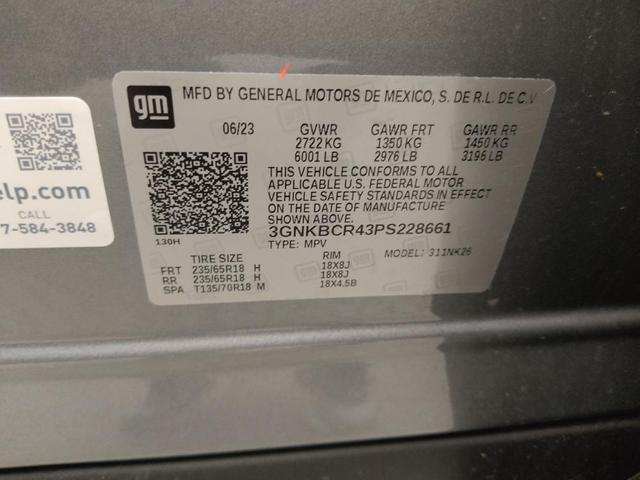 gm
MFD BY GENERAL MOTORS DE MEXICO, S. DE R.L. DE C.V
06/23 GVWR GAWR FRT GAWR RR
2722 KG 1350 KG 1450 KG
6001 LB 2976 LB 3196 LB
THIS VEHICLE CONFORMS TO ALL
APPLICABLE U.S. FEDERAL MOTOR
VEHICLE SAFETY STANDARDS IN EFFECT
ON THE DATE OF MANUFACTURE
SHOWN ABOVE.
130H
3GNKBCR43PS228661
TYPE: MPV MODEL: 311NK26
TIRE SIZE RIM
FRT 235/65R18 H 18X8J
RR 235/65R18 H 18X8J
SPA T135/70R18 M 18X4.5B
elp.com
CALL
7-584-3848